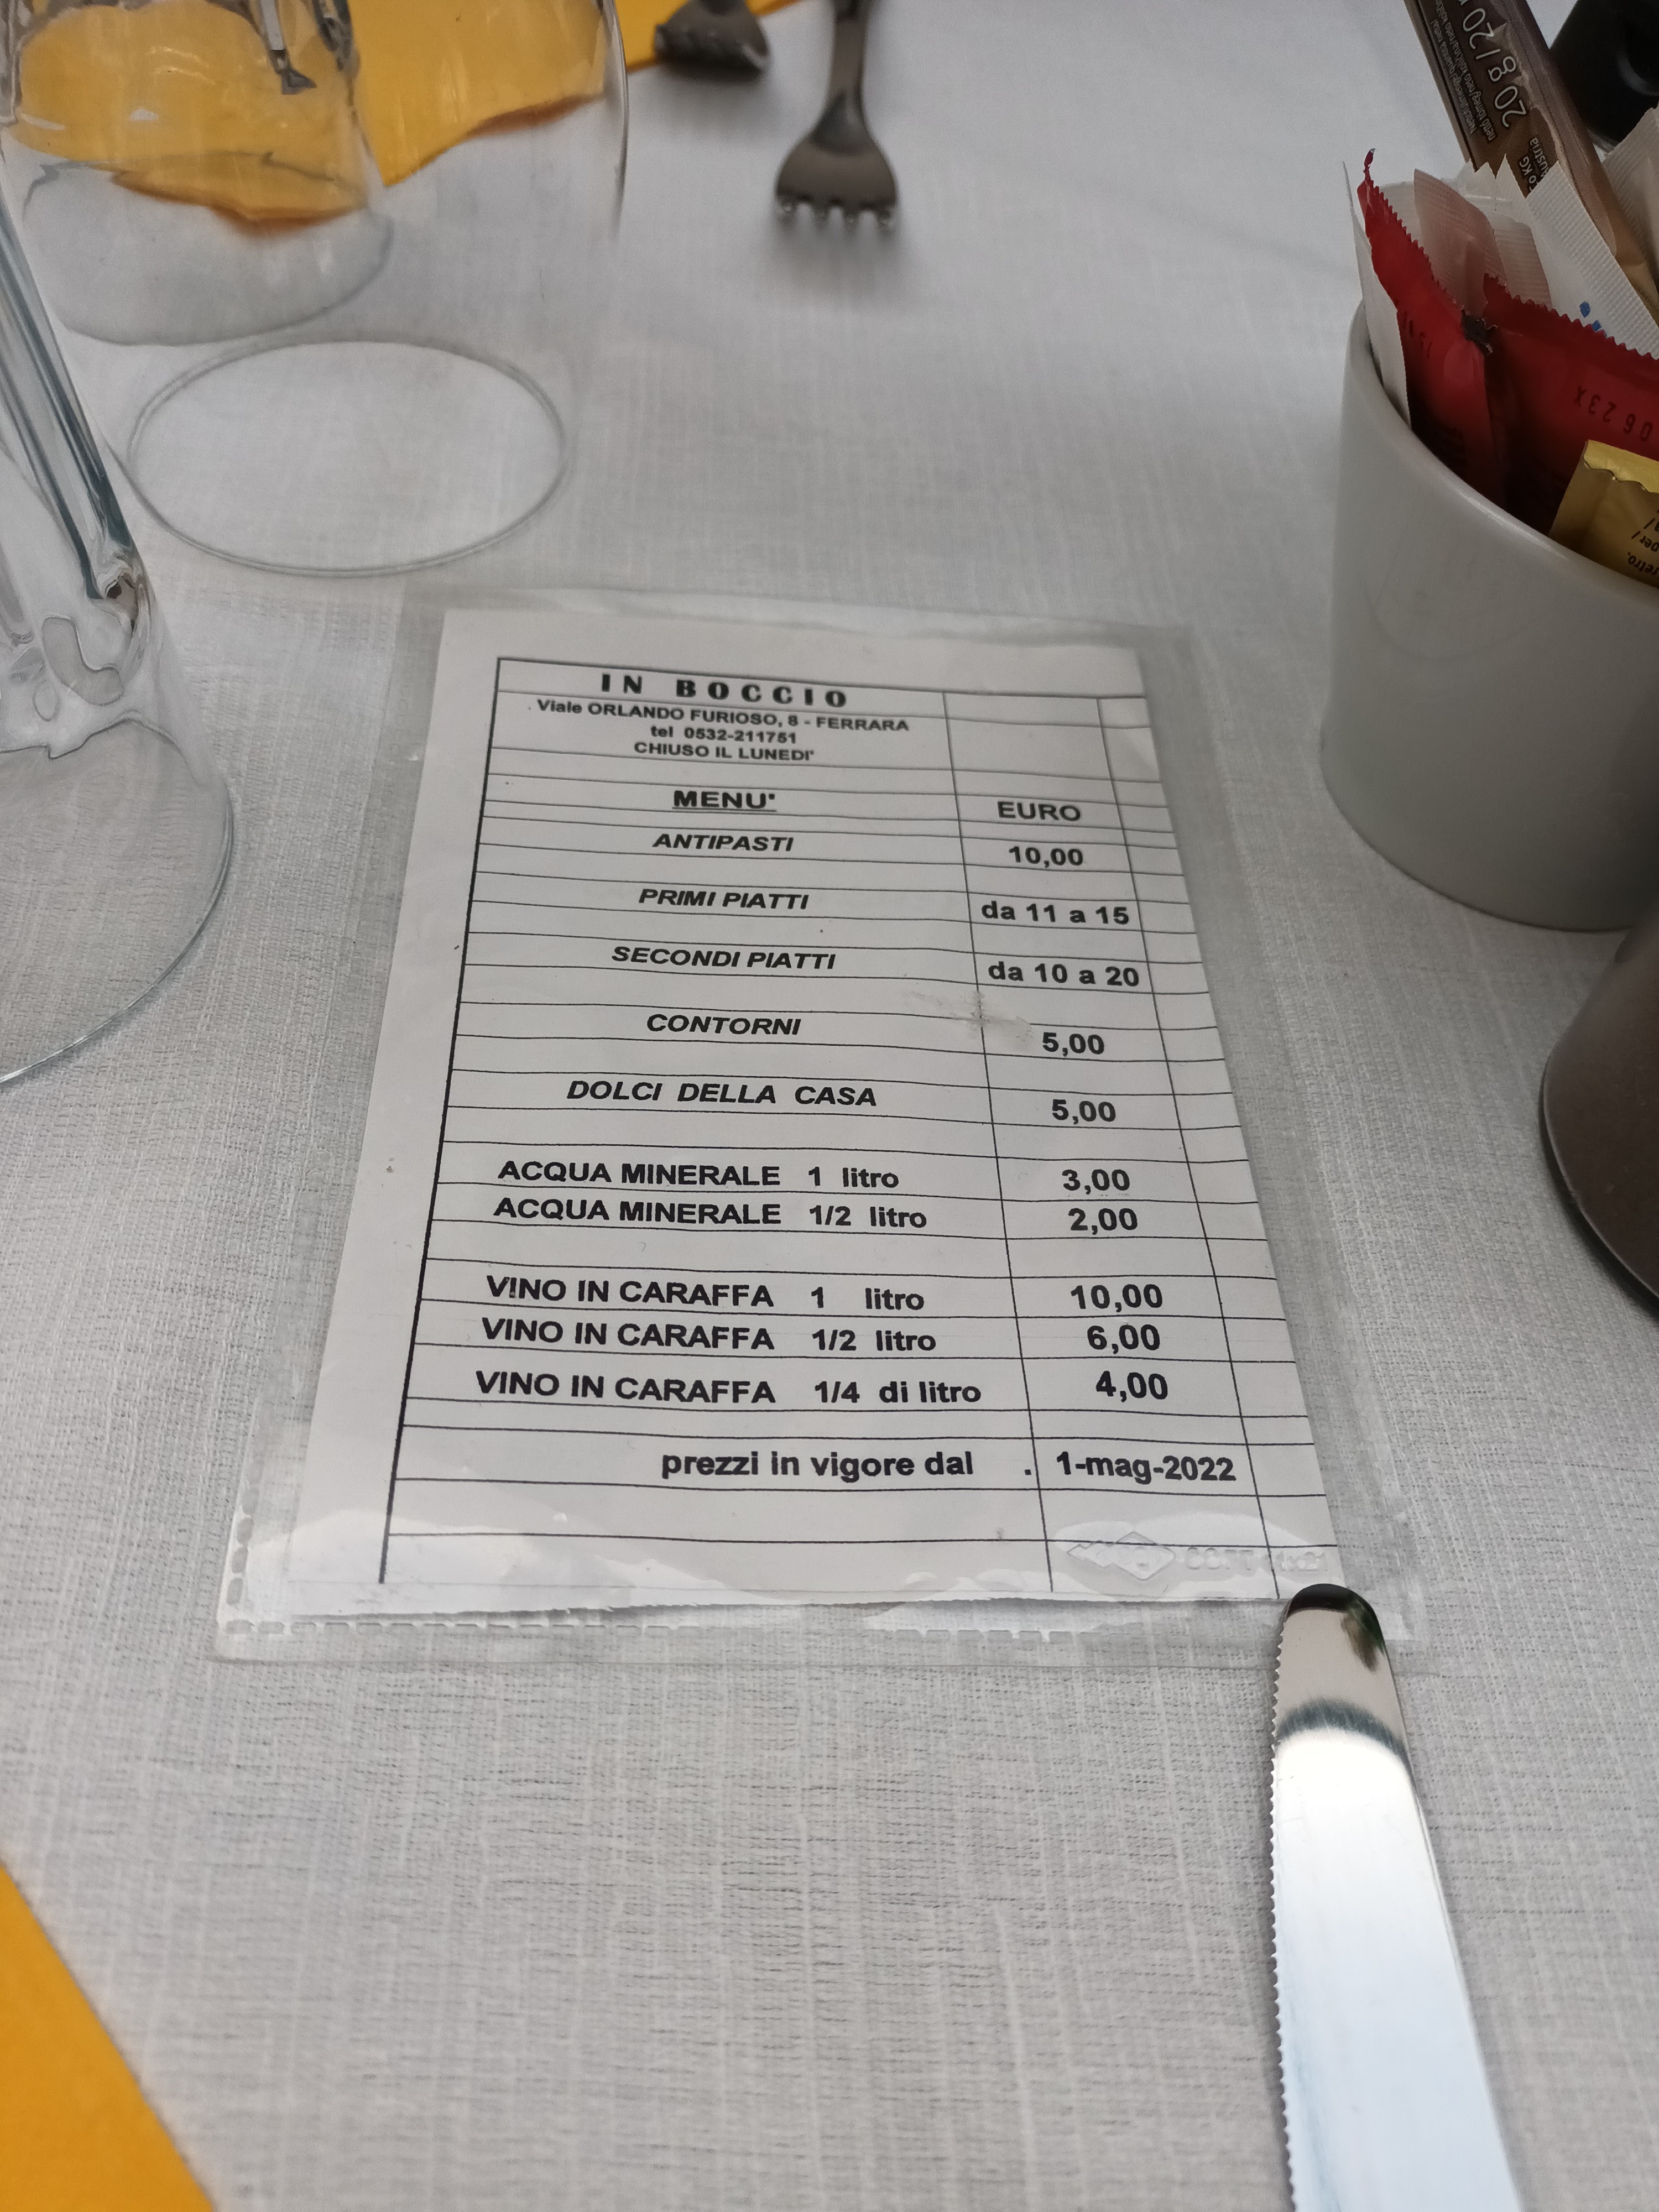 IN BOCCIO
Viale ORLANDO FURIOSO, 8 - FERRARA
tel 0532-211751
CHIUSO IL LUNEDI'
MENU' EURO
ANTIPASTI 10,00
PRIMI PIATTI da 11 a 15
SECONDI PIATTI da 10 a 20
CONTORNI 5,00
DOLCI DELLA CASA 5,00
ACQUA MINERALE 1 litro 3,00
ACQUA MINERALE 1/2 litro 2,00
VINO IN CARAFFA 1 litro 10,00
VINO IN CARAFFA 1/2 litro 6,00
VINO IN CARAFFA 1/4 di litro 4,00
prezzi in vigore dal . 1-mag-2022
20 g / 20
06 23X